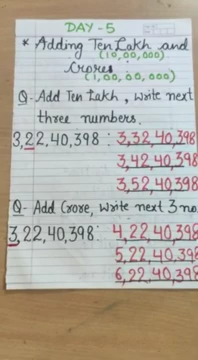 DAY - 5
* Adding Ten Lakh and
(10,00,000)
Crores
(1,00,00,000)
Q- Add Ten Lakh, write next
three numbers.
3,22,40,398 : 3,32,40,398
3,42,40,398
3,52,40,398
Q- Add Crore, write next 3 no
3,22,40,398: 4,22,40,398
5,22,40,398
6,22,40,398